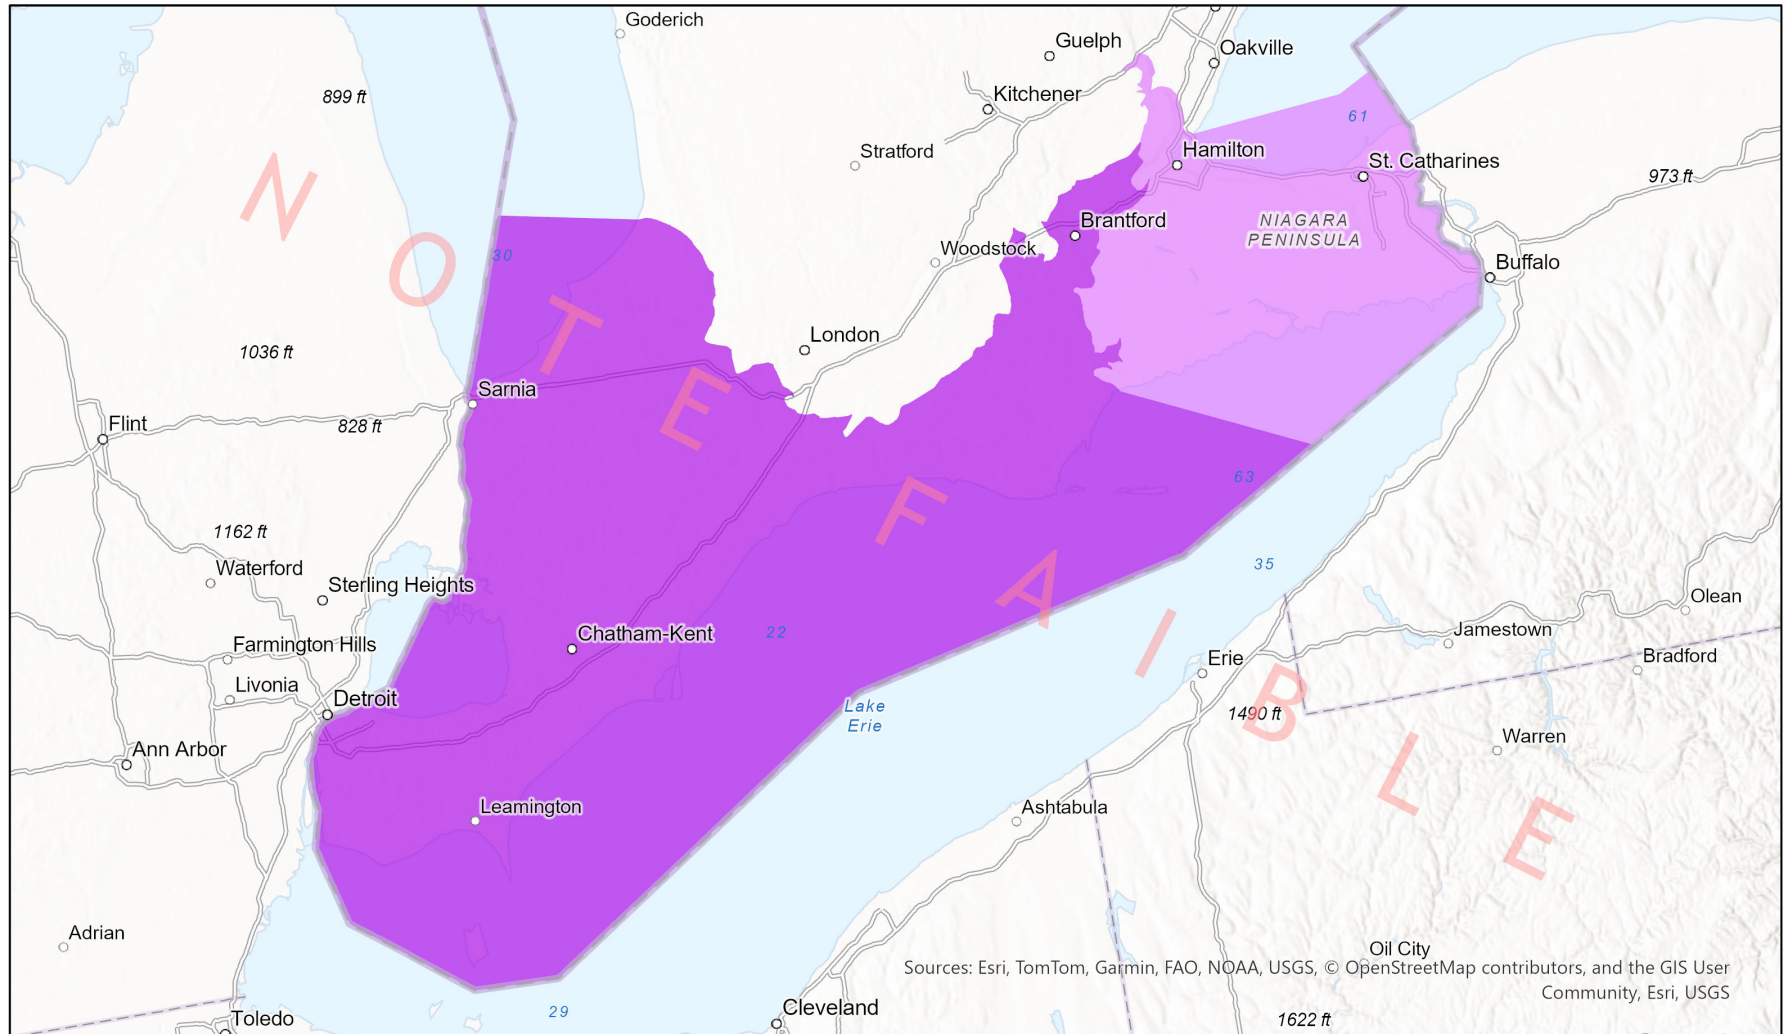 Goderich
Guelph
Oakville
899 ft
Kitchener
61
Stratford
Hamilton
St. Catharines
973 ft
Brantford
NIAGARA
PENINSULA
Woodstock
30
Buffalo
London
1036 ft
Sarnia
Flint
828 ft
63
1162 ft
35
Waterford
Sterling Heights
Olean
Chatham-Kent
22
Jamestown
Farmington Hills
Erie
Bradford
Livonia
Detroit
Lake
Erie
1490 ft
Ann Arbor
Warren
Leamington
Ashtabula
Adrian
Oil City
Sources: Esri, TomTom, Garmin, FAO, NOAA, USGS, © OpenStreetMap contributors, and the GIS User
Community, Esri, USGS
29
Cleveland
Toledo
1622 ft
NOTE FAIBLE